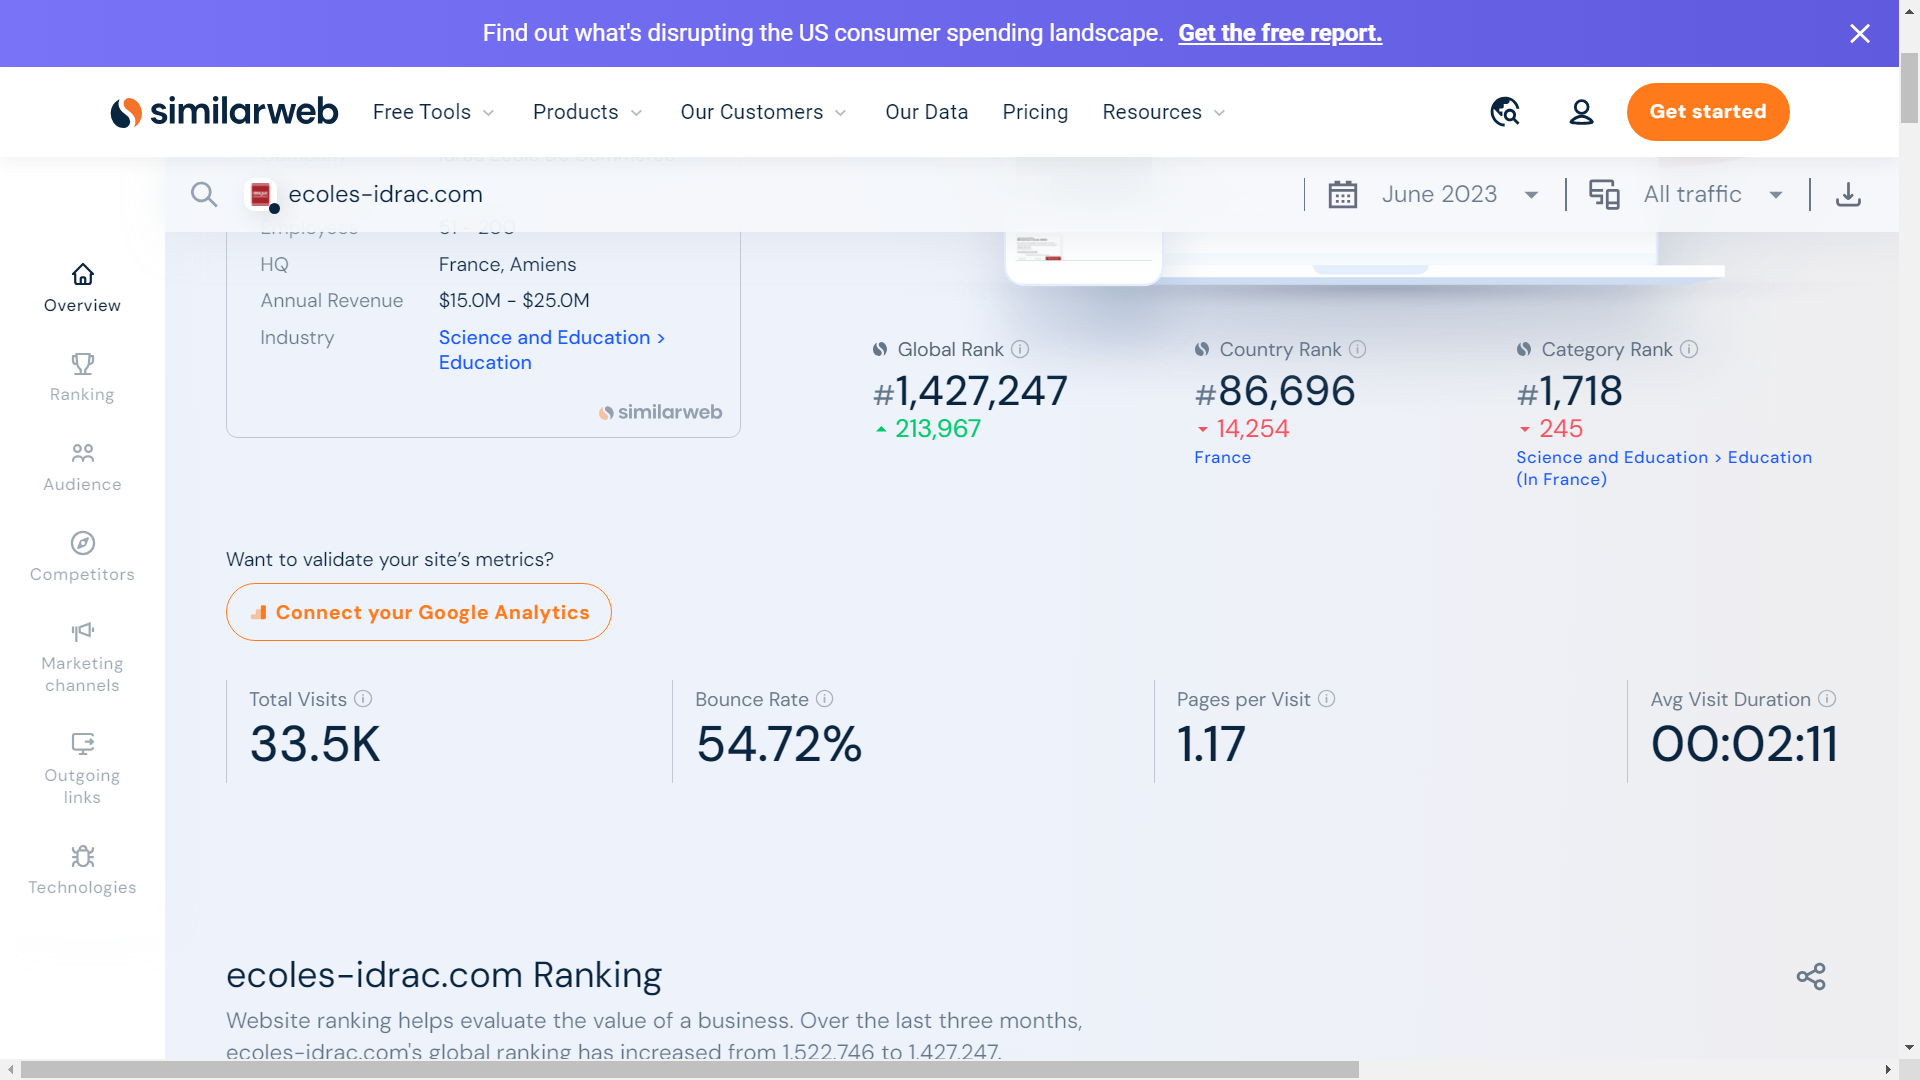 Find out what's disrupting the US consumer spending landscape. Get the free report.
similarweb Free Tools Products Our Customers Our Data Pricing Resources Get started
ecoles-idrac.com June 2023 All traffic
Employees 51 - 200
HQ France, Amiens
Annual Revenue $15.0M - $25.0M
Industry Science and Education >
Education
similarweb
Overview
Ranking
Audience
Competitors
Marketing
channels
Outgoing
links
Technologies
Global Rank
#1,427,247
213,967
Country Rank
#86,696
14,254
France
Category Rank
#1,718
245
Science and Education > Education
(In France)
Want to validate your site’s metrics?
Connect your Google Analytics
Total Visits
33.5K
Bounce Rate
54.72%
Pages per Visit
1.17
Avg Visit Duration
00:02:11
ecoles-idrac.com Ranking
Website ranking helps evaluate the value of a business. Over the last three months,
ecoles-idrac.com's global ranking has increased from 1,522,746 to 1,427,247.